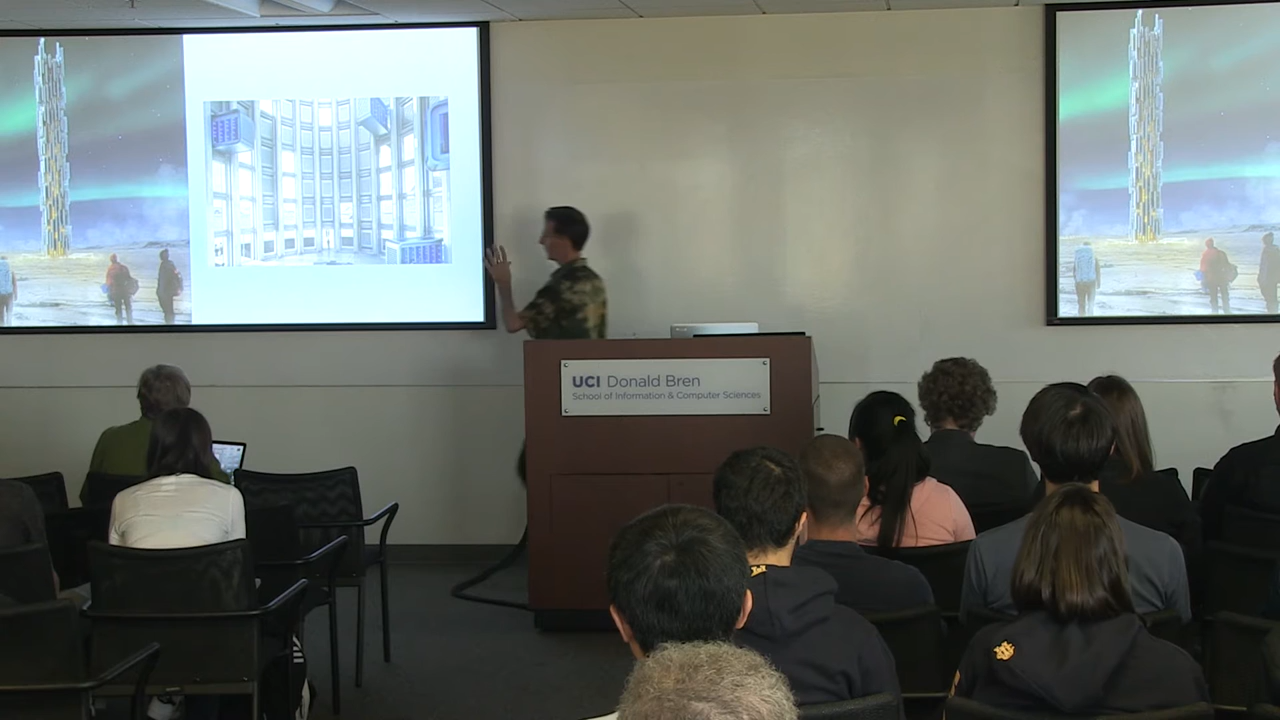 UCI Donald Bren
School of Information & Computer Sciences